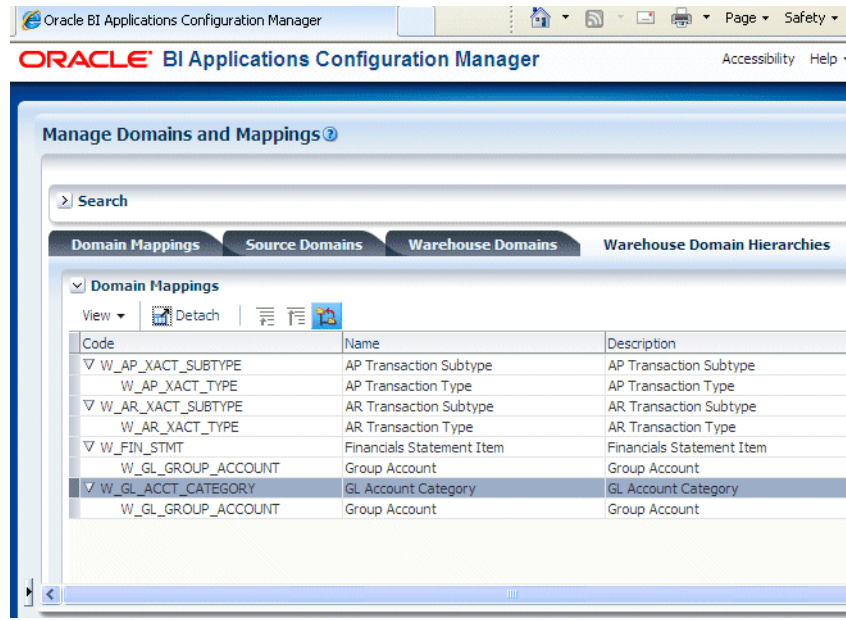 Oracle BI Applications Configuration Manager
Page Safety
ORACLE BI Applications Configuration Manager
Accessibility Help
Manage Domains and Mappings
Search
Domain Mappings Source Domains Warehouse Domains Warehouse Domain Hierarchies
Domain Mappings
View Detach
Code Name Description
W_AP_XACT_SUBTYPE AP Transaction Subtype AP Transaction Subtype
W_AP_XACT_TYPE AP Transaction Type AP Transaction Type
W_AR_XACT_SUBTYPE AR Transaction Subtype AR Transaction Subtype
W_AR_XACT_TYPE AR Transaction Type AR Transaction Type
W_FIN_STMT Financials Statement Item Financials Statement Item
W_GL_GROUP_ACCOUNT Group Account Group Account
W_GL_ACCT_CATEGORY GL Account Category GL Account Category
W_GL_GROUP_ACCOUNT Group Account Group Account